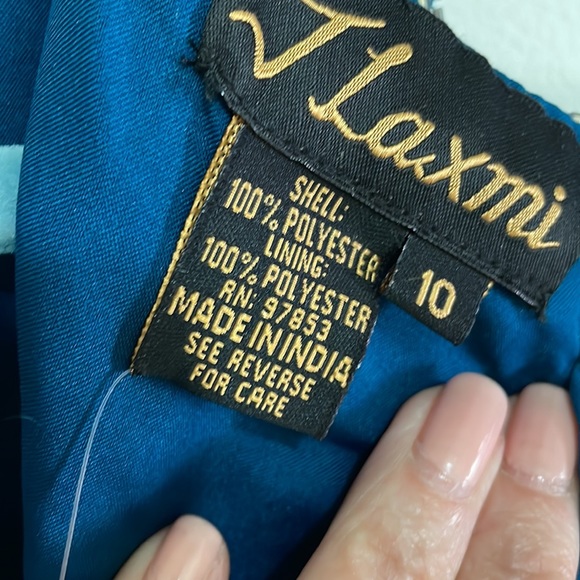 J Laxmi
SHELL:
100% POLYESTER
LINING:
100% POLYESTER
RN: 97853
MADE IN INDIA
SEE REVERSE
FOR CARE
10